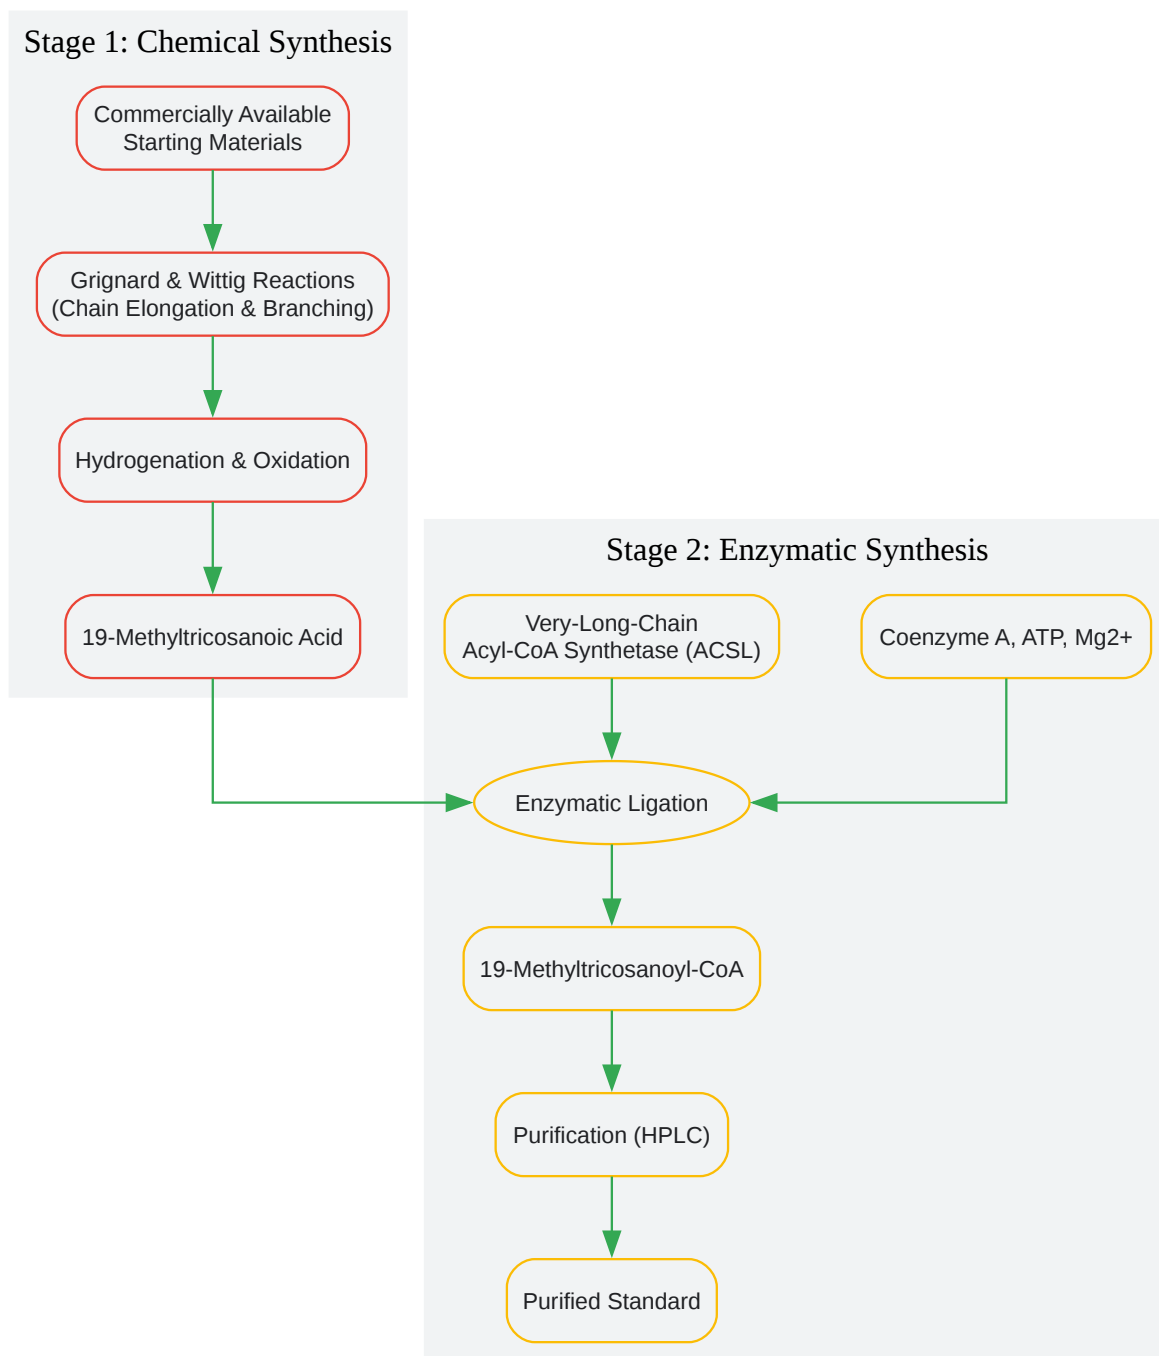 Stage 1: Chemical Synthesis
Commercially Available
Starting Materials
Grignard & Wittig Reactions
(Chain Elongation & Branching)
Hydrogenation & Oxidation
19-Methyltricosanoic Acid
Stage 2: Enzymatic Synthesis
Very-Long-Chain
Acyl-CoA Synthetase (ACSL)
Coenzyme A, ATP, Mg2+
Enzymatic Ligation
19-Methyltricosanoyl-CoA
Purification (HPLC)
Purified Standard